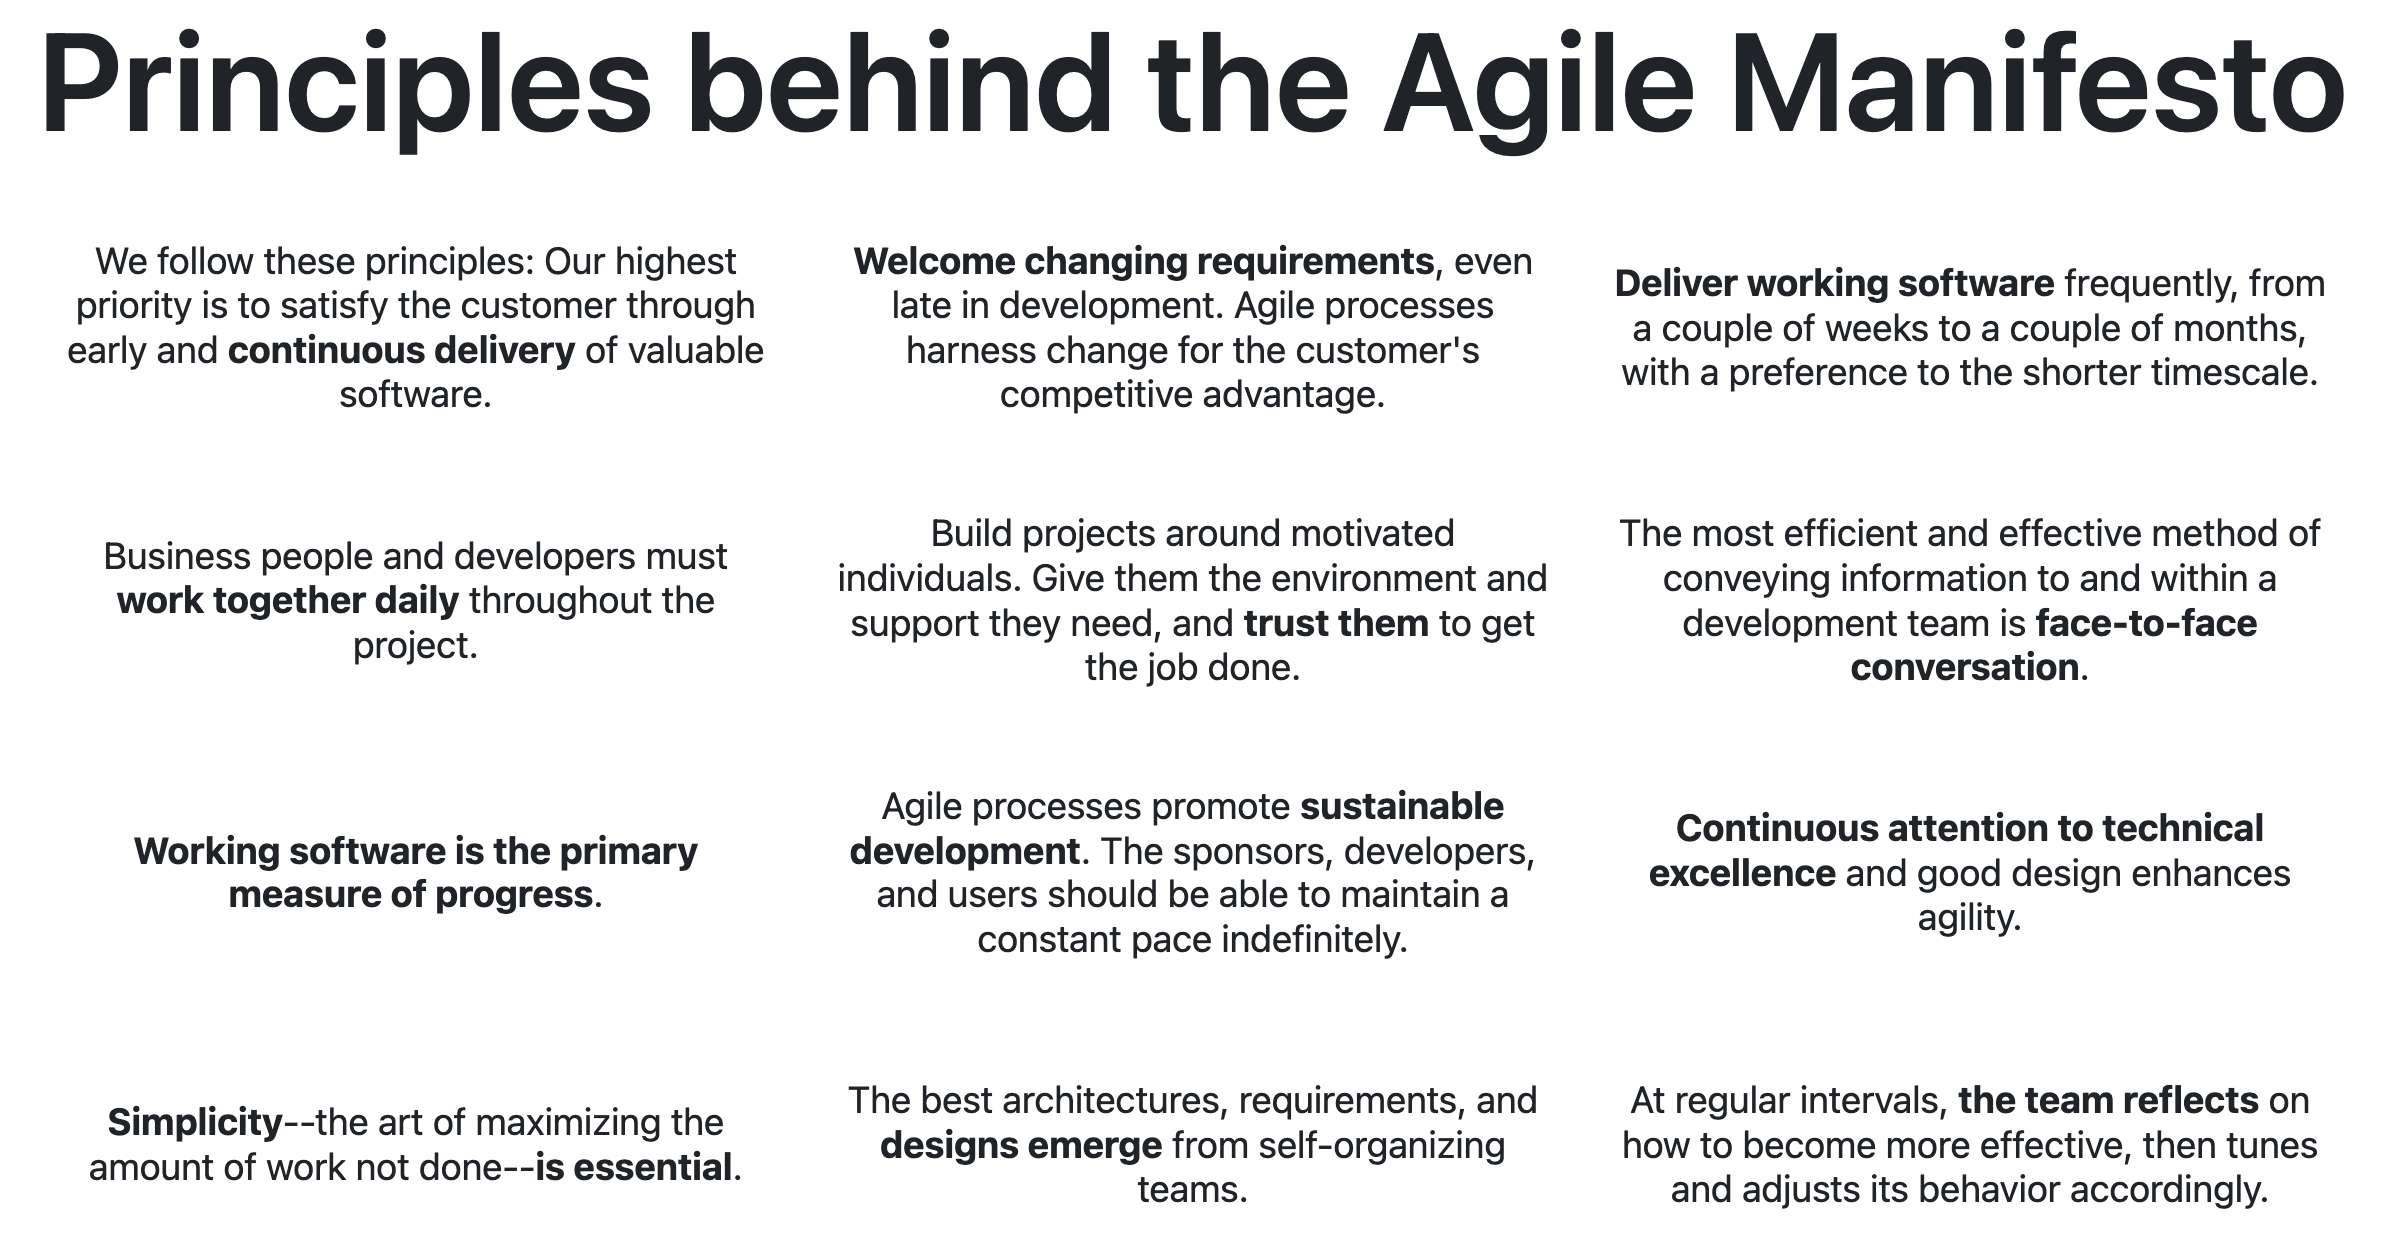 Principles behind the Agile Manifesto
We follow these principles: Our highest
priority is to satisfy the customer through
early and continuous delivery of valuable
software.
Welcome changing requirements, even
late in development. Agile processes
harness change for the customer's
competitive advantage.
Deliver working software frequently, from
a couple of weeks to a couple of months,
with a preference to the shorter timescale.
Business people and developers must
work together daily throughout the
project.
Build projects around motivated
individuals. Give them the environment and
support they need, and trust them to get
the job done.
The most efficient and effective method of
conveying information to and within a
development team is face-to-face
conversation.
Working software is the primary
measure of progress.
Agile processes promote sustainable
development. The sponsors, developers,
and users should be able to maintain a
constant pace indefinitely.
Continuous attention to technical
excellence and good design enhances
agility.
Simplicity--the art of maximizing the
amount of work not done--is essential.
The best architectures, requirements, and
designs emerge from self-organizing
teams.
At regular intervals, the team reflects on
how to become more effective, then tunes
and adjusts its behavior accordingly.